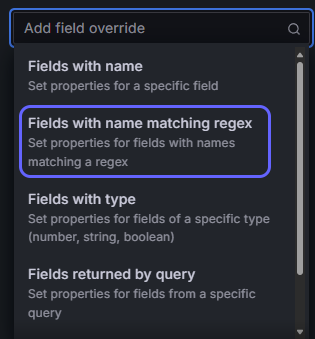 Add field override
Fields with name
Set properties for a specific field
Fields with name matching regex
Set properties for fields with names
matching a regex
Fields with type
Set properties for fields of a specific type
(number, string, boolean)
Fields returned by query
Set properties for fields from a specific
query